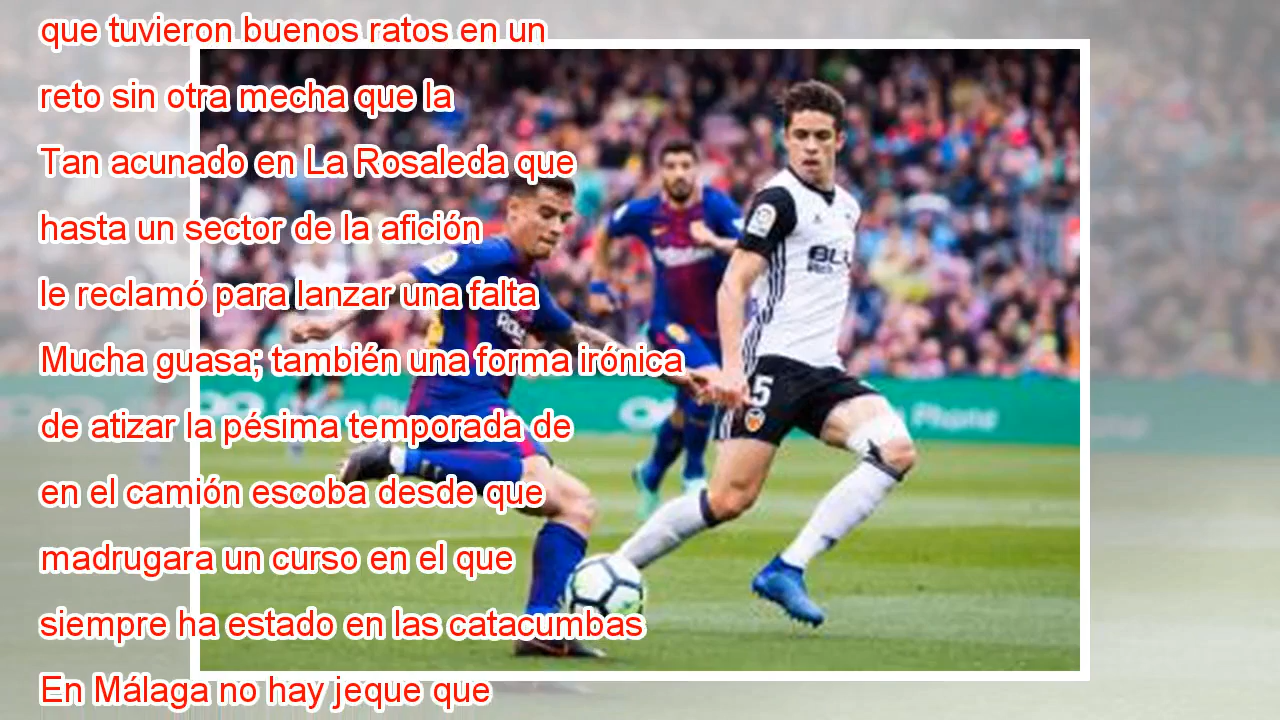 que tuvieron buenos ratos en un
reto sin otra mecha que la
Tan acunado en La Rosaleda que
hasta un sector de la afición
le reclamó para lanzar una falta
Mucha guasa; también una forma irónica
de atizar la pésima temporada de
en el camión escoba desde que
madrugara un curso en el que
siempre ha estado en las catacumbas
En Málaga no hay jeque que
5
Phone